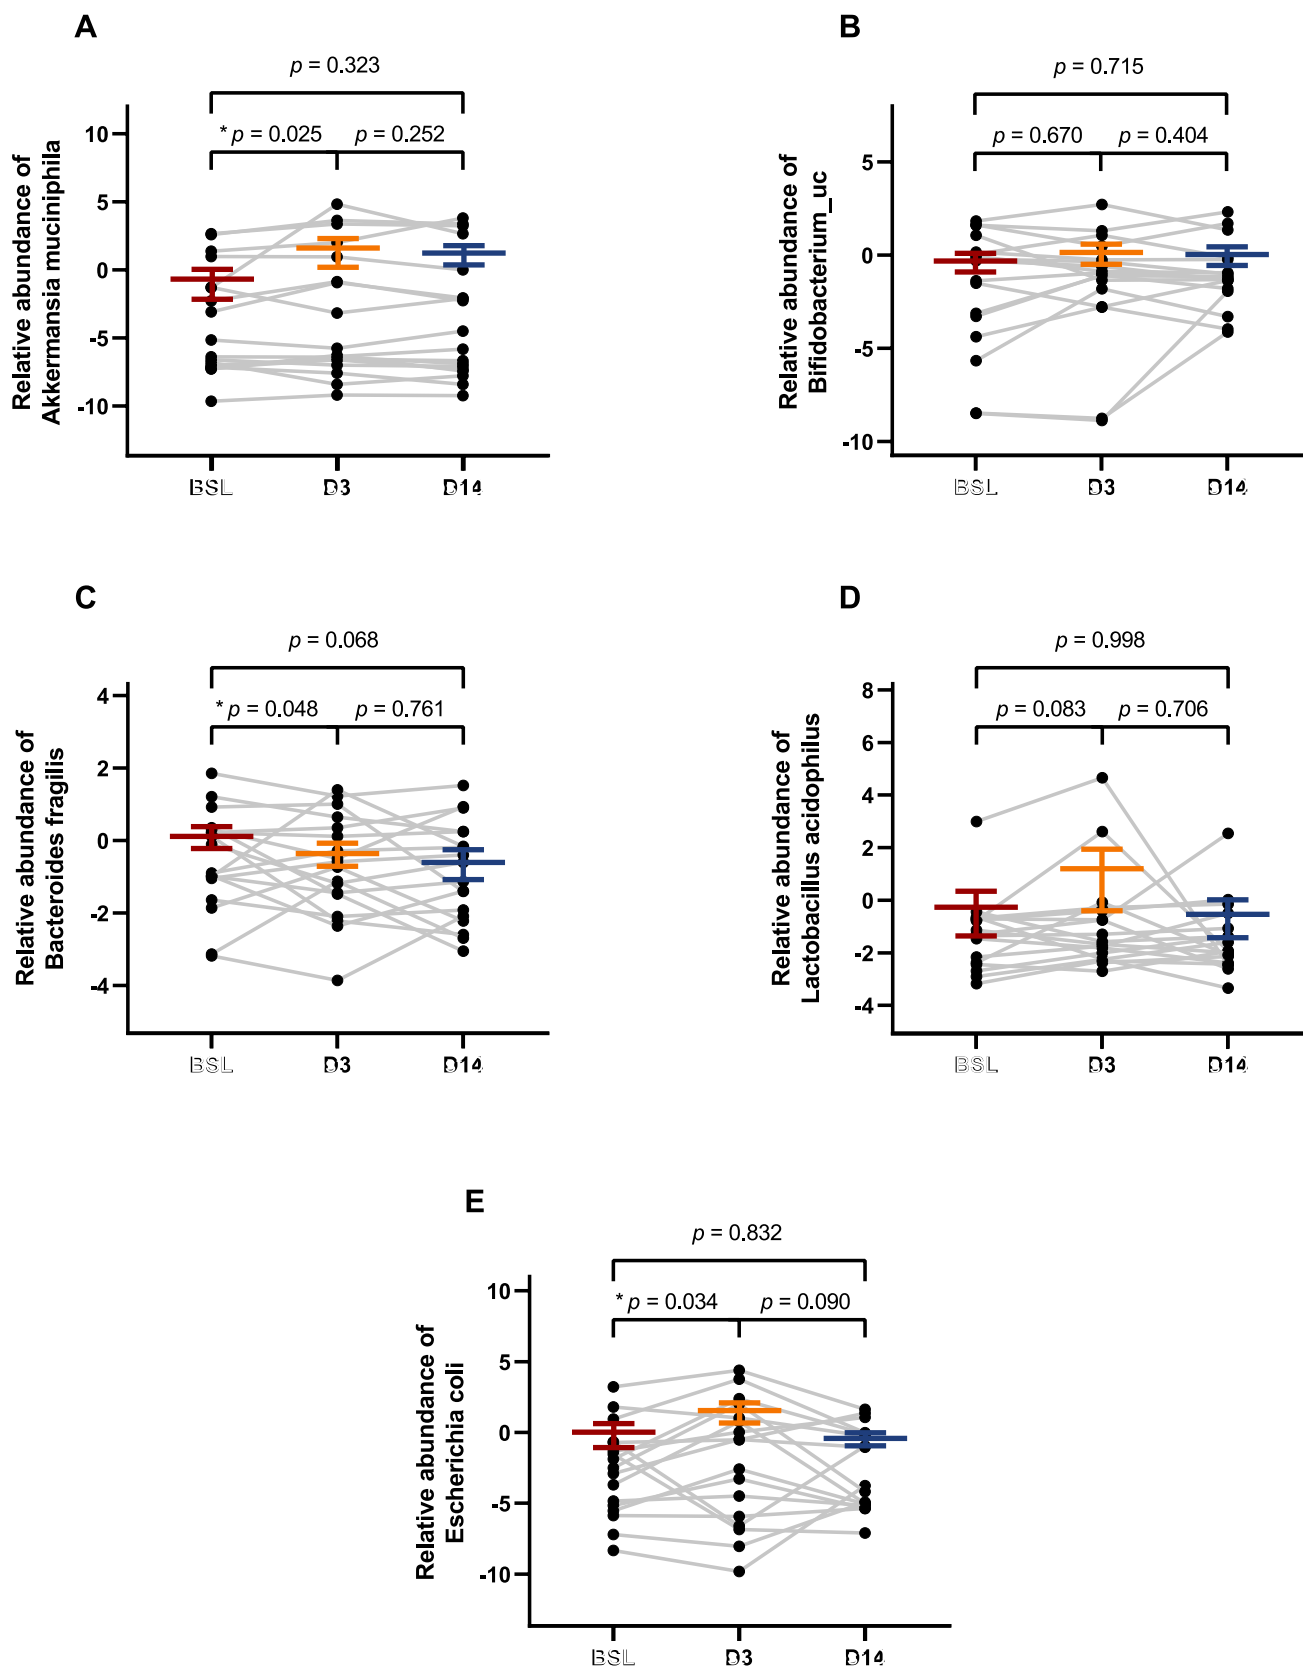 A
p = 0.323
* p = 0.025
p = 0.252
Relative abundance of
Akkermansia muciniphila
10
5
0
-5
-10
BSL
D3
D14
B
p = 0.715
p = 0.670
p = 0.404
Relative abundance of
Bifidobacterium_uc
5
0
-5
-10
BSL
D3
D14
C
p = 0.068
* p = 0.048
p = 0.761
Relative abundance of
Bacteroides fragilis
4
2
0
-2
-4
BSL
D3
D14
D
p = 0.998
p = 0.083
p = 0.706
Relative abundance of
Lactobacillus acidophilus
8
6
4
2
0
-2
-4
BSL
D3
D14
E
p = 0.832
* p = 0.034
p = 0.090
Relative abundance of
Escherichia coli
10
5
0
-5
-10
BSL
D3
D14